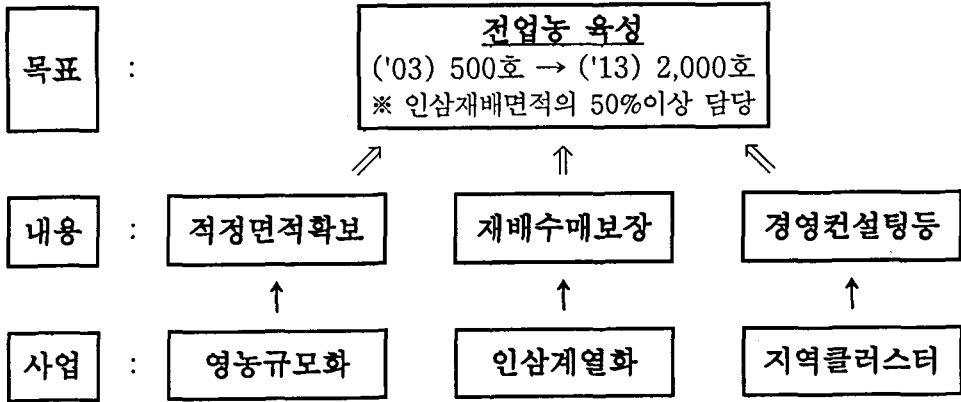 전업농 육성
목표 : ('03) 500호 → ('13) 2,000호
※ 인삼재배면적의 50%이상 담당
⇗ ⇑ ⇖
내용 : 적정면적확보 재배수매보장 경영컨설팅등
↑ ↑ ↑
사업 : 영농규모화 인삼계열화 지역클러스터